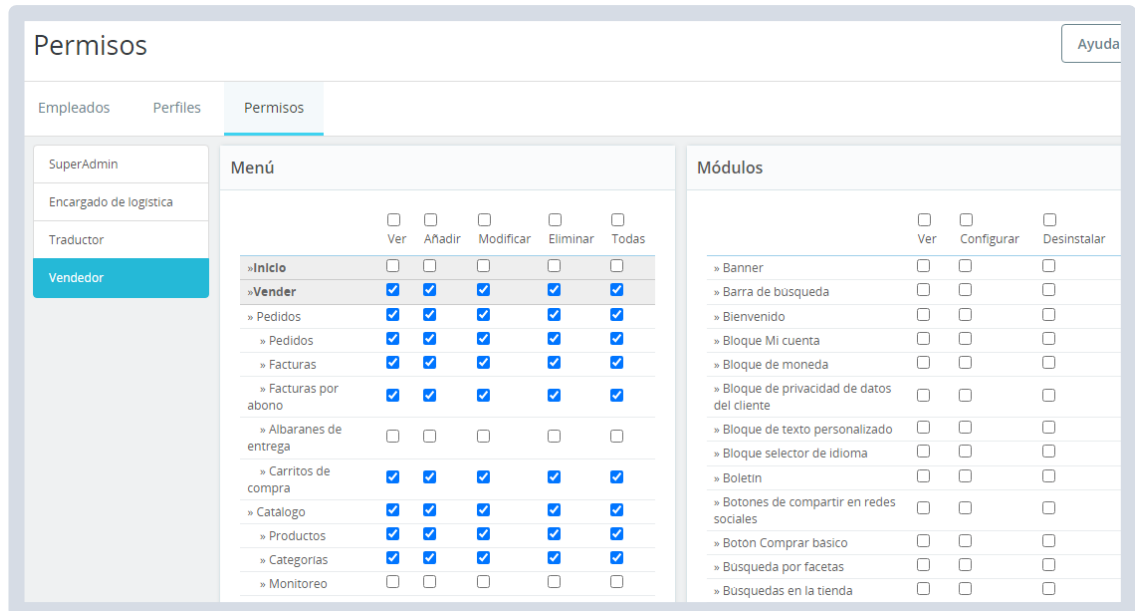 Permisos
Ayuda
Empleados Perfiles Permisos
SuperAdmin
Encargado de logística
Traductor
Vendedor
Menú
Ver Añadir Modificar Eliminar Todas
»Inicio
»Vender
» Pedidos
» Pedidos
» Facturas
» Facturas por
abono
» Albaranes de
entrega
» Carritos de
compra
» Catálogo
» Productos
» Categorías
» Monitoreo
Módulos
Ver Configurar Desinstalar
» Banner
» Barra de búsqueda
» Bienvenido
» Bloque Mi cuenta
» Bloque de moneda
» Bloque de privacidad de datos
del cliente
» Bloque de texto personalizado
» Bloque selector de idioma
» Boletín
» Botones de compartir en redes
sociales
» Botón Comprar básico
» Búsqueda por facetas
» Búsquedas en la tienda